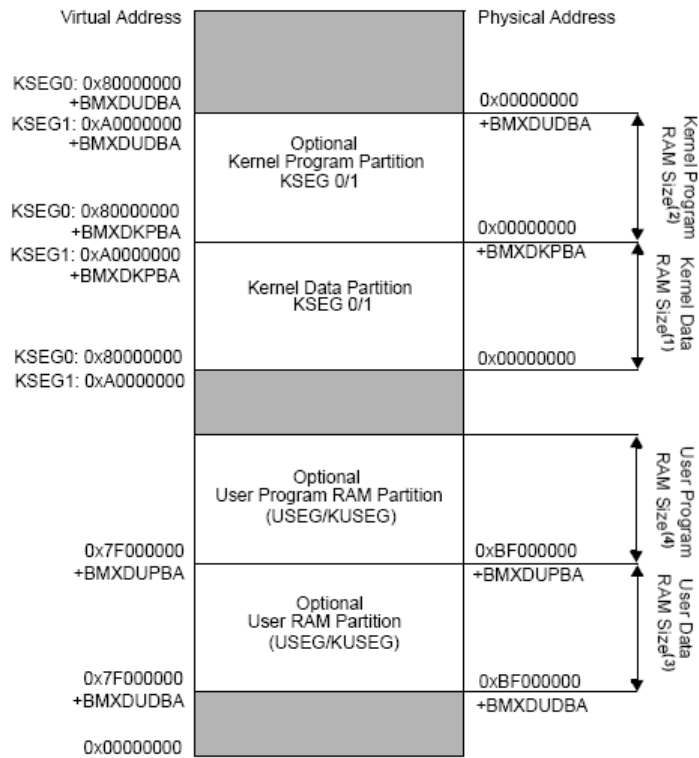 Virtual Address
Physical Address
KSEG0: 0x80000000
+BMXDUDBA
KSEG1: 0xA0000000
+BMXDUDBA
0x00000000
+BMXDUDBA
Optional
Kernel Program Partition
KSEG 0/1
Kernel Program
RAM Size(2)
KSEG0: 0x80000000
+BMXDKPBA
KSEG1: 0xA0000000
+BMXDKPBA
0x00000000
+BMXDKPBA
Kernel Data Partition
KSEG 0/1
Kernel Data
RAM Size(1)
KSEG0: 0x80000000
KSEG1: 0xA0000000
0x00000000
Optional
User Program RAM Partition
(USEG/KUSEG)
User Program
RAM Size(4)
0x7F000000
+BMXDUPBA
0xBF000000
+BMXDUPBA
Optional
User RAM Partition
(USEG/KUSEG)
User Data
RAM Size(3)
0x7F000000
+BMXDUDBA
0xBF000000
+BMXDUDBA
0x00000000